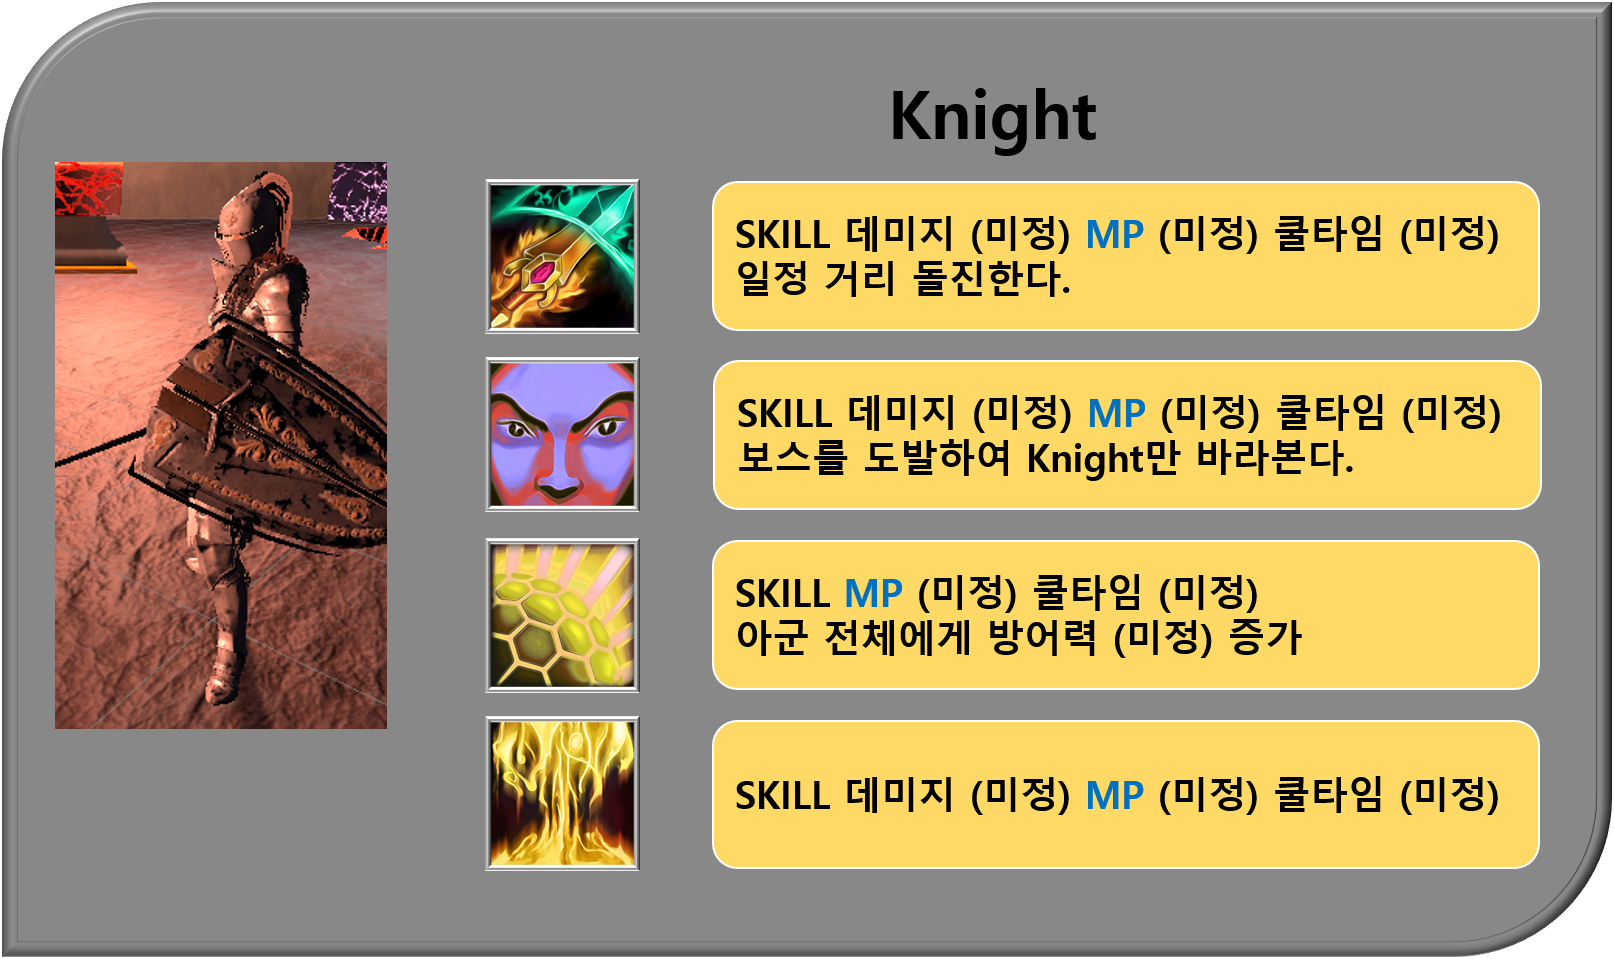 Knight
SKILL 데미지 (미정) MP (미정) 쿨타임 (미정)
일정 거리 돌진한다.
SKILL 데미지 (미정) MP (미정) 쿨타임 (미정)
보스를 도발하여 Knight만 바라본다.
SKILL MP (미정) 쿨타임 (미정)
아군 전체에게 방어력 (미정) 증가
SKILL 데미지 (미정) MP (미정) 쿨타임 (미정)